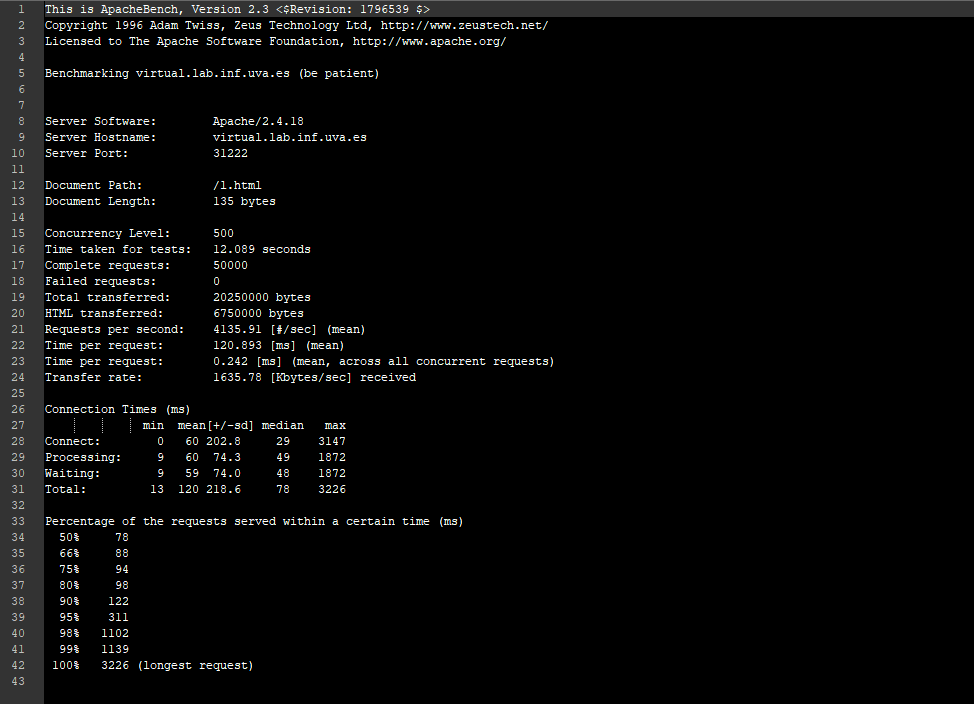 1 This is ApacheBench, Version 2.3 <$Revision: 1796539 $>
2 Copyright 1996 Adam Twiss, Zeus Technology Ltd, http://www.zeustech.net/
3 Licensed to The Apache Software Foundation, http://www.apache.org/
4
5 Benchmarking virtual.lab.inf.uva.es (be patient)
6
7
8 Server Software:        Apache/2.4.18
9 Server Hostname:        virtual.lab.inf.uva.es
10 Server Port:            31222
11
12 Document Path:          /1.html
13 Document Length:        135 bytes
14
15 Concurrency Level:      500
16 Time taken for tests:   12.089 seconds
17 Complete requests:      50000
18 Failed requests:        0
19 Total transferred:      20250000 bytes
20 HTML transferred:       6750000 bytes
21 Requests per second:    4135.91 [#/sec] (mean)
22 Time per request:       120.893 [ms] (mean)
23 Time per request:       0.242 [ms] (mean, across all concurrent requests)
24 Transfer rate:          1635.78 [Kbytes/sec] received
25
26 Connection Times (ms)
27               min  mean[+/-sd] median   max
28 Connect:        0   60 202.8     29    3147
29 Processing:     9   60  74.3     49    1872
30 Waiting:        9   59  74.0     48    1872
31 Total:         13  120 218.6     78    3226
32
33 Percentage of the requests served within a certain time (ms)
34   50%     78
35   66%     88
36   75%     94
37   80%     98
38   90%    122
39   95%    311
40   98%   1102
41   99%   1139
42  100%   3226 (longest request)
43